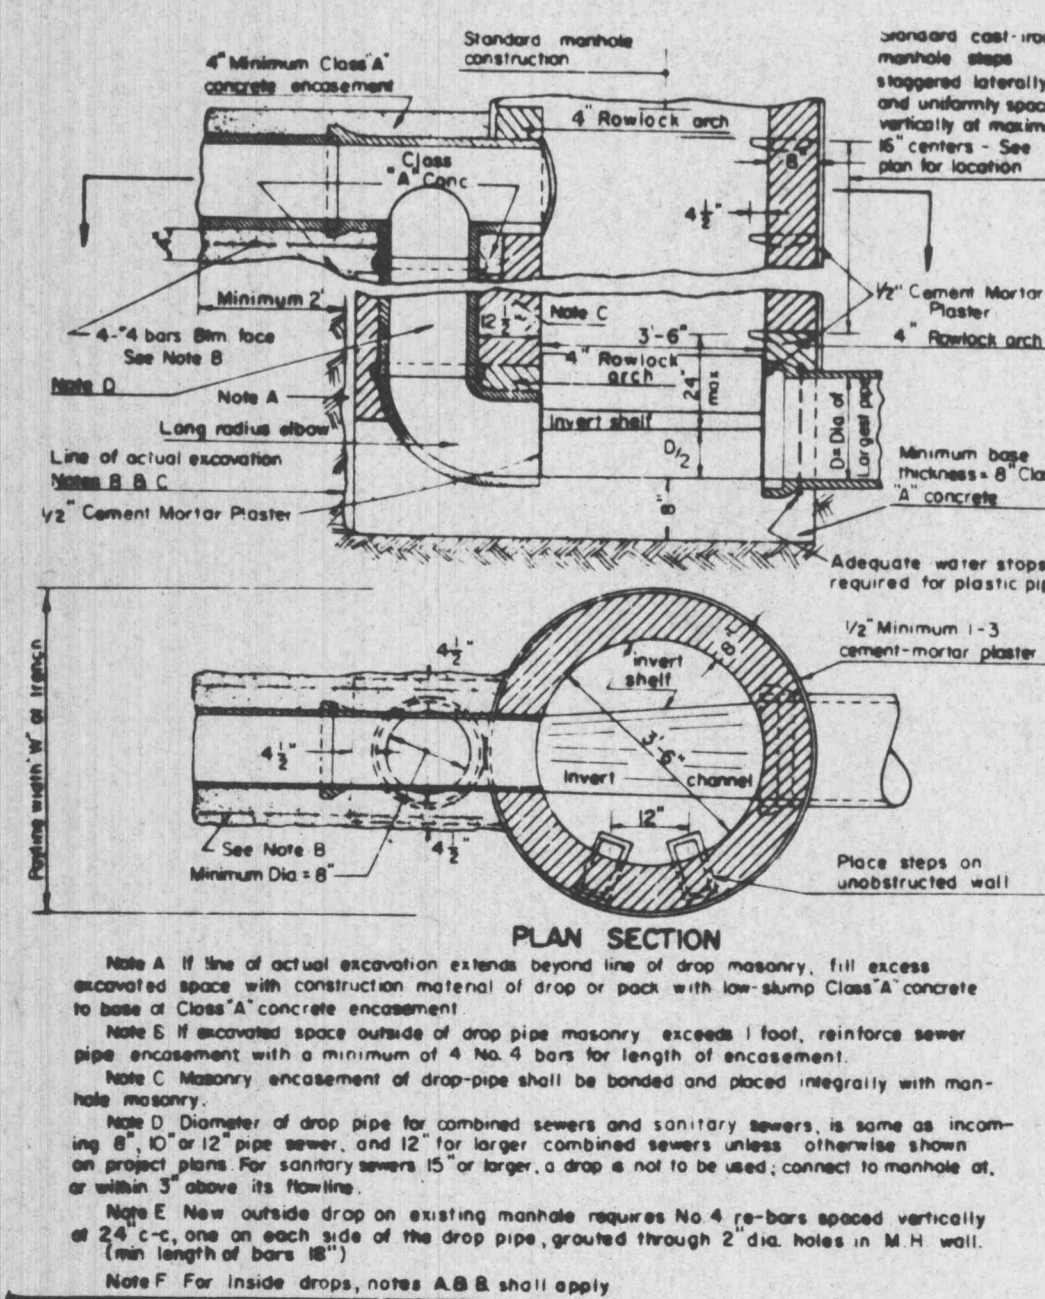 Standard manhole
construction
4" Minimum Class "A"
concrete encasement
Standard cast-iro
manhole steps
staggered laterally
and uniformly spac
vertically at maxim
16" centers - See
plan for location
4" Rowlock arch
Class
"A" Conc
8"
4 1/2"
Minimum 2'
4-#4 bars Btm face
See Note B
12 1/2"
Note C
3'-6"
1/2" Cement Mortar
Plaster
4" Rowlock arch
4" Rowlock
arch
24"
max
Note D
Note A
Long radius elbow
Invert shelf
D/2
D=Dia. of
Largest pipe
Line of actual excavation
Notes B & C
1/2" Cement Mortar Plaster
8"
Minimum base
thickness = 8" Cla
"A" concrete
Adequate water stops
required for plastic pip
1/2" Minimum 1-3
cement-mortar plaster
Paying width "W" of trench
4 1/2"
8"
invert
shelf
4 1/2"
3'-6"
Invert channel
12"
See Note B
Minimum Dia = 8"
4 1/2"
Place steps on
unobstructed wall
PLAN SECTION
Note A If line of actual excavation extends beyond line of drop masonry, fill excess
excavated space with construction material of drop or pack with low-slump Class "A" concrete
to base of Class "A" concrete encasement.
Note B If excavated space outside of drop pipe masonry exceeds 1 foot, reinforce sewer
pipe encasement with a minimum of 4 No. 4 bars for length of encasement.
Note C Masonry encasement of drop-pipe shall be bonded and placed integrally with man-
hole masonry.
Note D Diameter of drop pipe for combined sewers and sanitary sewers, is same as incom-
ing 8", 10" or 12" pipe sewer, and 12" for larger combined sewers unless otherwise shown
on project plans. For sanitary sewers 15" or larger, a drop is not to be used; connect to manhole at,
or within 3" above its flowline.
Note E New outside drop on existing manhole requires No. 4 re-bars spaced vertically
at 24" c-c, one on each side of the drop pipe, grouted through 2" dia. holes in M.H. wall.
(min length of bars 18")
Note F For Inside drops, notes A & B shall apply